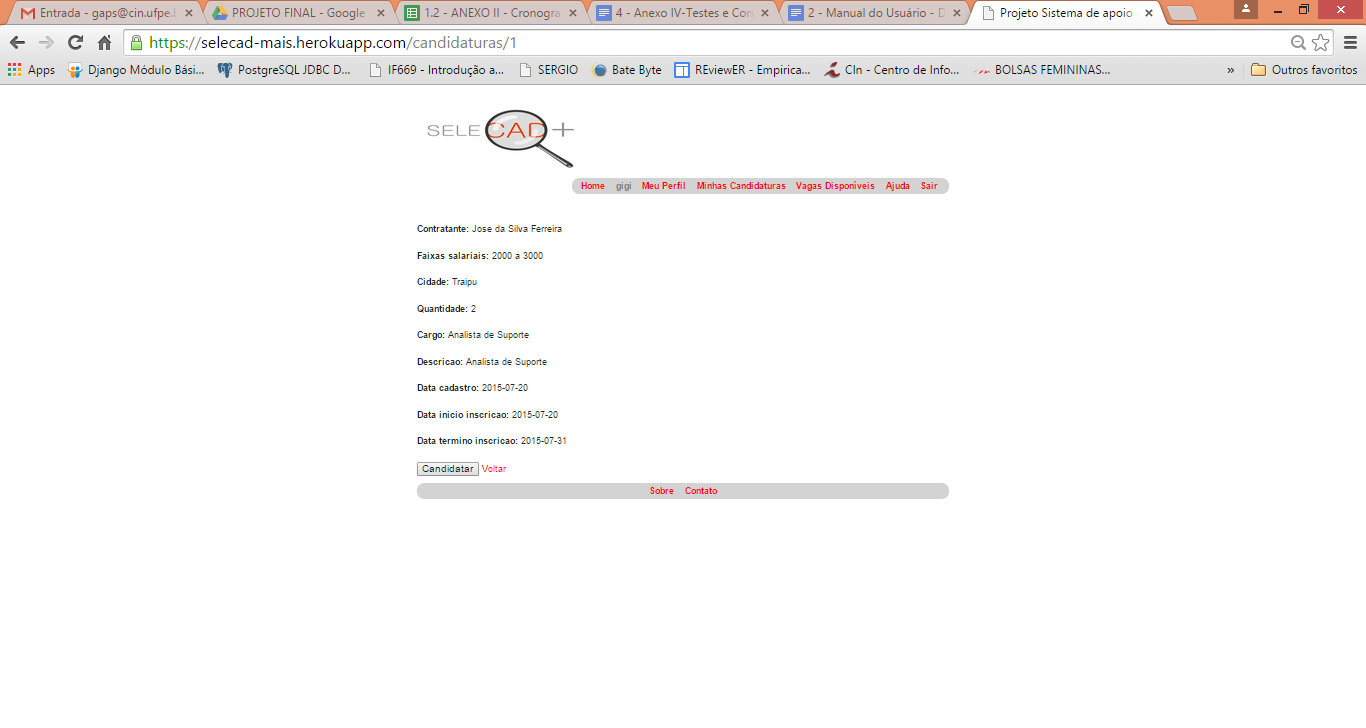 Entrada - gaps@cin.ufpe.b
PROJETO FINAL - Google
1.2 - ANEXO II - Cronogra
4 - Anexo IV-Testes e Corr
2 - Manual do Usuário - D
Projeto Sistema de apoio
https://selecad-mais.herokuapp.com/candidaturas/1
Apps Django Módulo Bási... PostgreSQL JDBC D... IF669 - Introdução a... SERGIO Bate Byte REviewER - Empirica... CIn - Centro de Info... BOLSAS FEMININAS... » Outros favoritos
SELECAD+
Home gigi Meu Perfil Minhas Candidaturas Vagas Disponiveis Ajuda Sair
Contratante: Jose da Silva Ferreira
Faixas salariais: 2000 a 3000
Cidade: Traipu
Quantidade: 2
Cargo: Analista de Suporte
Descricao: Analista de Suporte
Data cadastro: 2015-07-20
Data inicio inscricao: 2015-07-20
Data termino inscricao: 2015-07-31
Candidatar Voltar
Sobre Contato